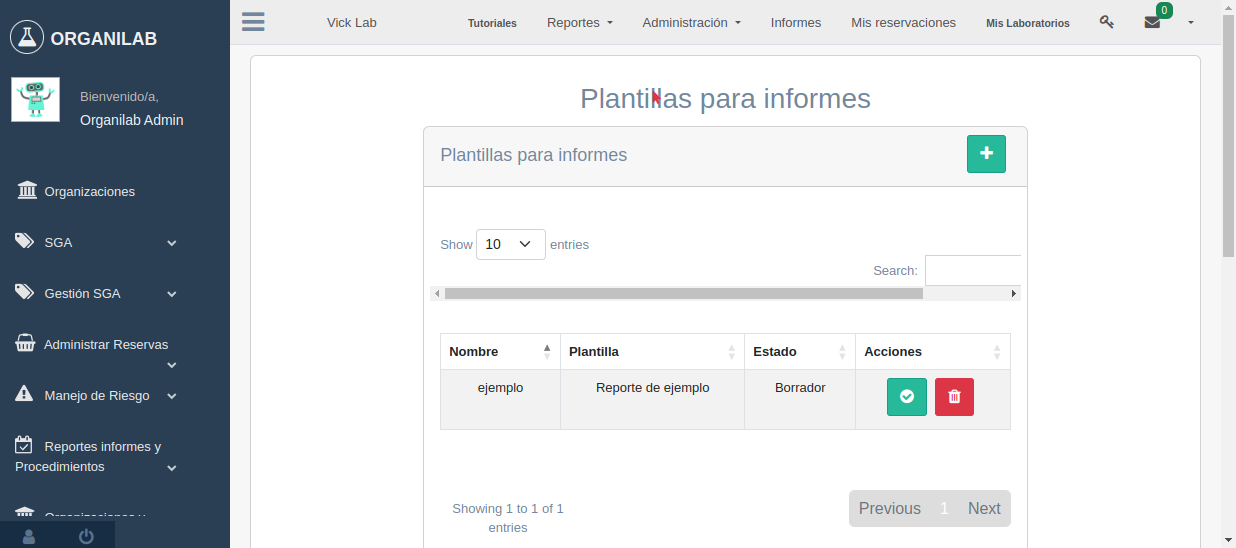 ORGANILAB
Bienvenido/a,
Organilab Admin
Organizaciones
SGA
Gestión SGA
Administrar Reservas
Manejo de Riesgo
Reportes informes y
Procedimientos
Vick Lab
Tutoriales
Reportes
Administración
Informes
Mis reservaciones
Mis Laboratorios
0
Plantillas para informes
Plantillas para informes
Show 10 entries
Search:
Nombre Plantilla Estado Acciones
ejemplo Reporte de ejemplo Borrador
Showing 1 to 1 of 1
entries
Previous 1 Next